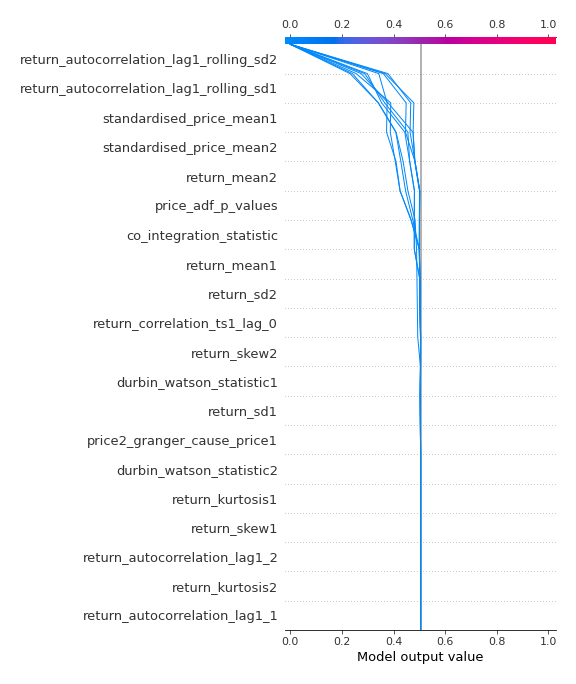 0.0 0.2 0.4 0.6 0.8 1.0
return_autocorrelation_lag1_rolling_sd2
return_autocorrelation_lag1_rolling_sd1
standardised_price_mean1
standardised_price_mean2
return_mean2
price_adf_p_values
co_integration_statistic
return_mean1
return_sd2
return_correlation_ts1_lag_0
return_skew2
durbin_watson_statistic1
return_sd1
price2_granger_cause_price1
durbin_watson_statistic2
return_kurtosis1
return_skew1
return_autocorrelation_lag1_2
return_kurtosis2
return_autocorrelation_lag1_1
0.0 0.2 0.4 0.6 0.8 1.0
Model output value